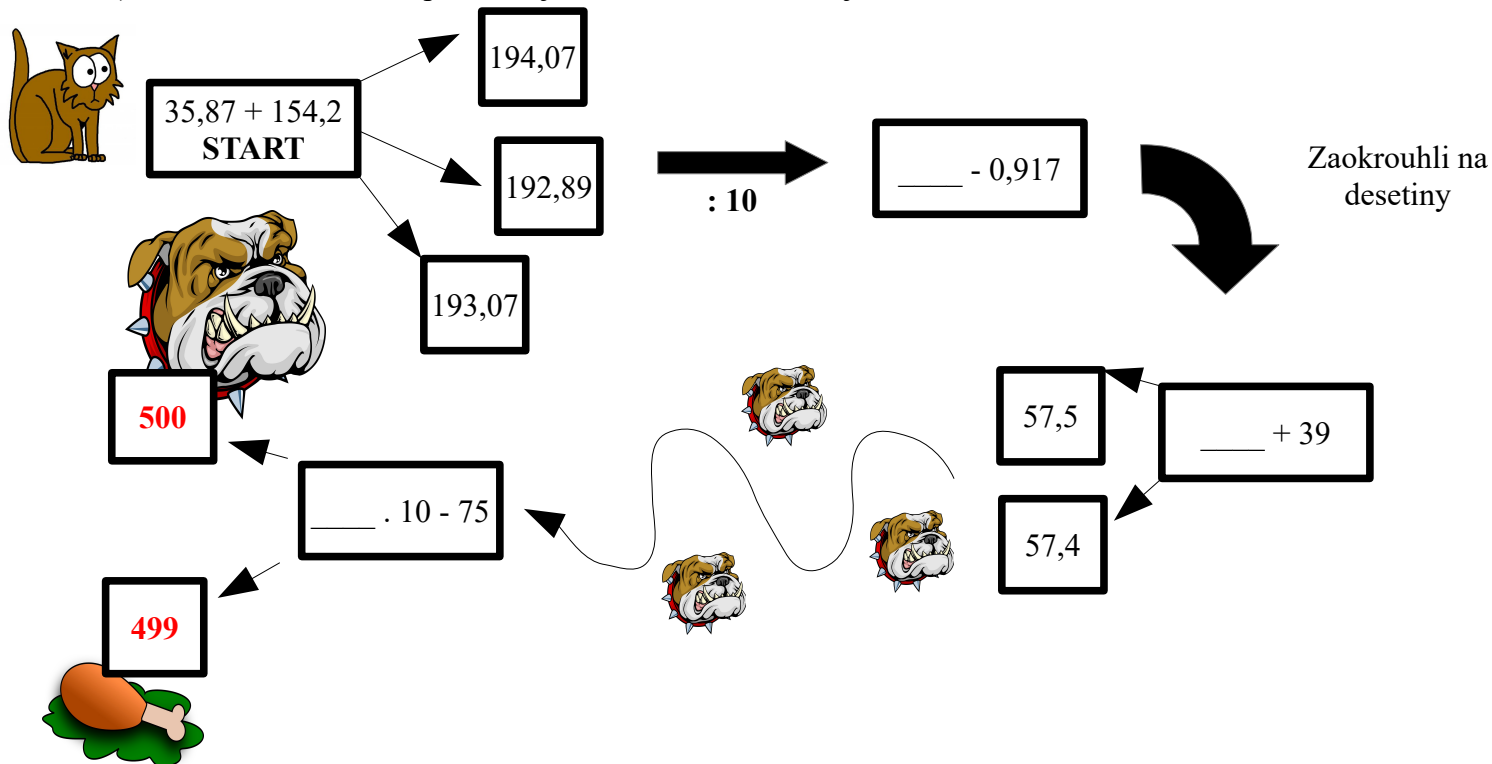 194,07
35,87 + 154,2
START
192,89
: 10
____ - 0,917
Zaokrouhli na
desetiny
193,07
500
57,5
____ + 39
____ . 10 - 75
57,4
499